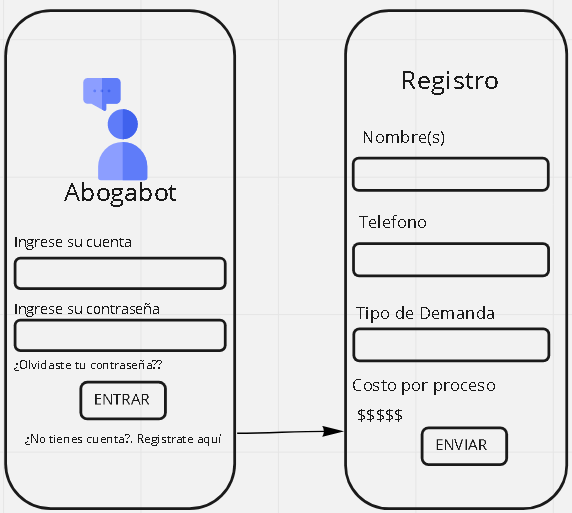 Abogabot
Ingrese su cuenta
Ingrese su contraseña
¿Olvidaste tu contraseña??
ENTRAR
¿No tienes cuenta?. Registrate aquí
Registro
Nombre(s)
Telefono
Tipo de Demanda
Costo por proceso
$$$$$
ENVIAR